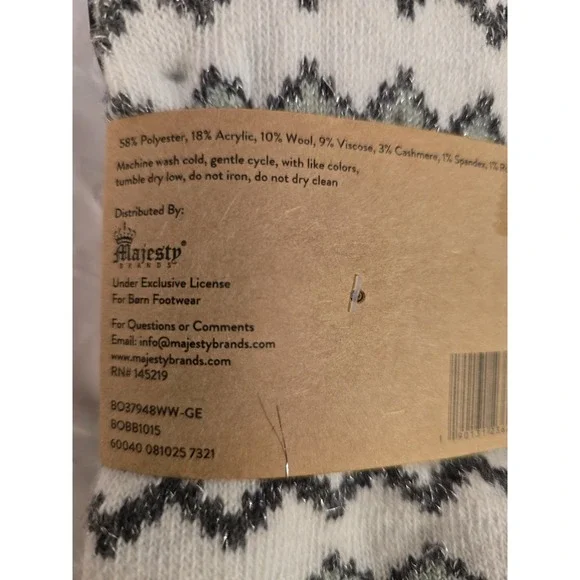 58% Polyester, 18% Acrylic, 10% Wool, 9% Viscose, 3% Cashmere, 1% Spandex, 1%
Machine wash cold, gentle cycle, with like colors,
tumble dry low, do not iron, do not dry clean
Distributed By:
Majesty®
BRANDS
Under Exclusive License
For Børn Footwear
For Questions or Comments
Email: info@majestybrands.com
www.majestybrands.com
RN# 145219
BO37948WW-GE
BOBB1015
60040 081025 7321